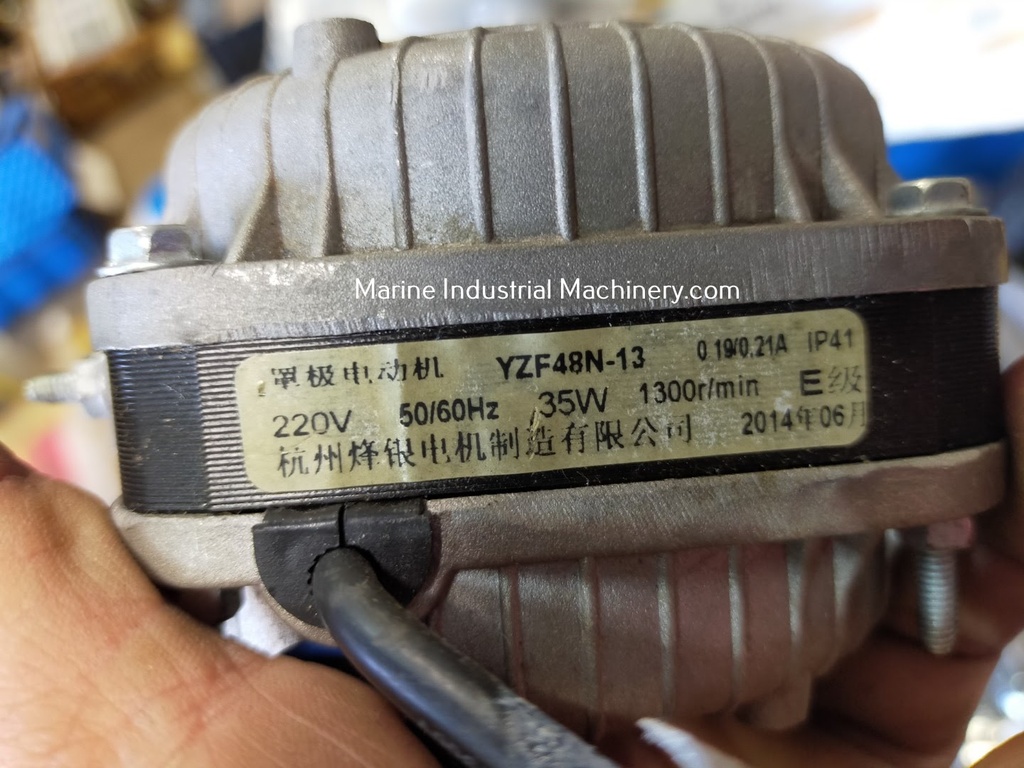 Marine Industrial Machinery.com
罩极电动机 YZF48N-13 0.19/0.21A IP41
220V 50/60Hz 35W 1300r/min E级
杭州烽银电机制造有限公司 2014年06月